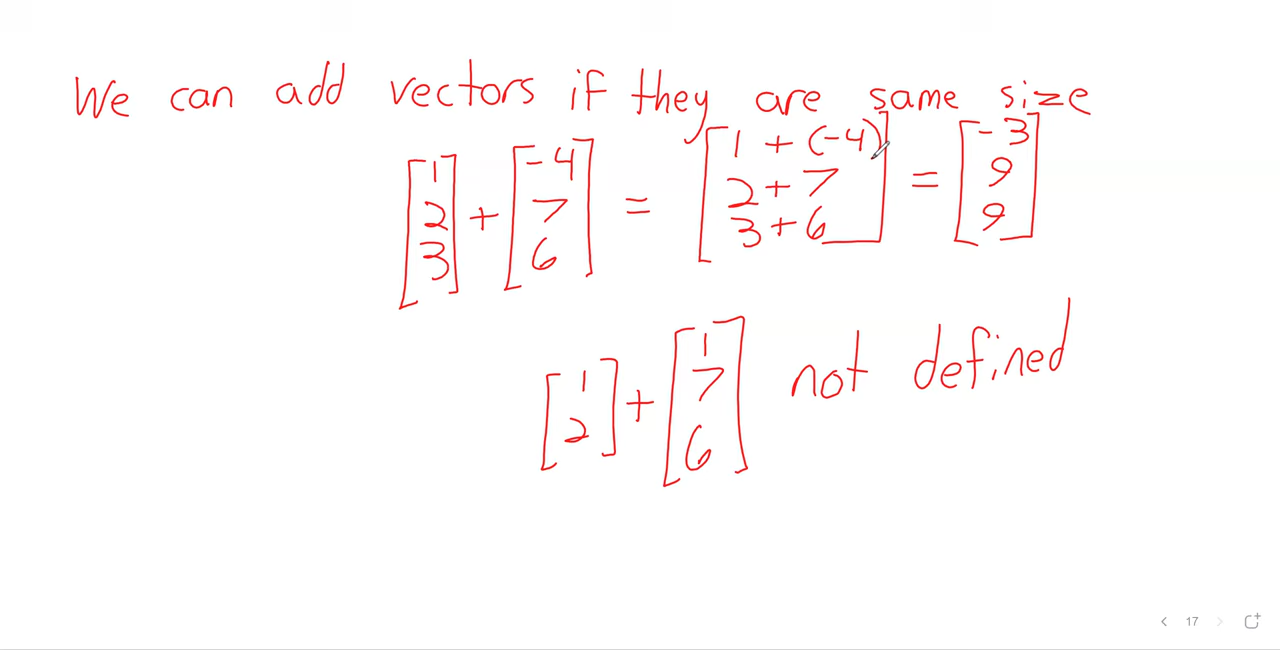 We can add vectors if they are same size
[1 2 3] + [-4 7 6] = [1 + (-4) 2 + 7 3 + 6] = [-3 9 9]
[1 2] + [1 7 6] not defined
17